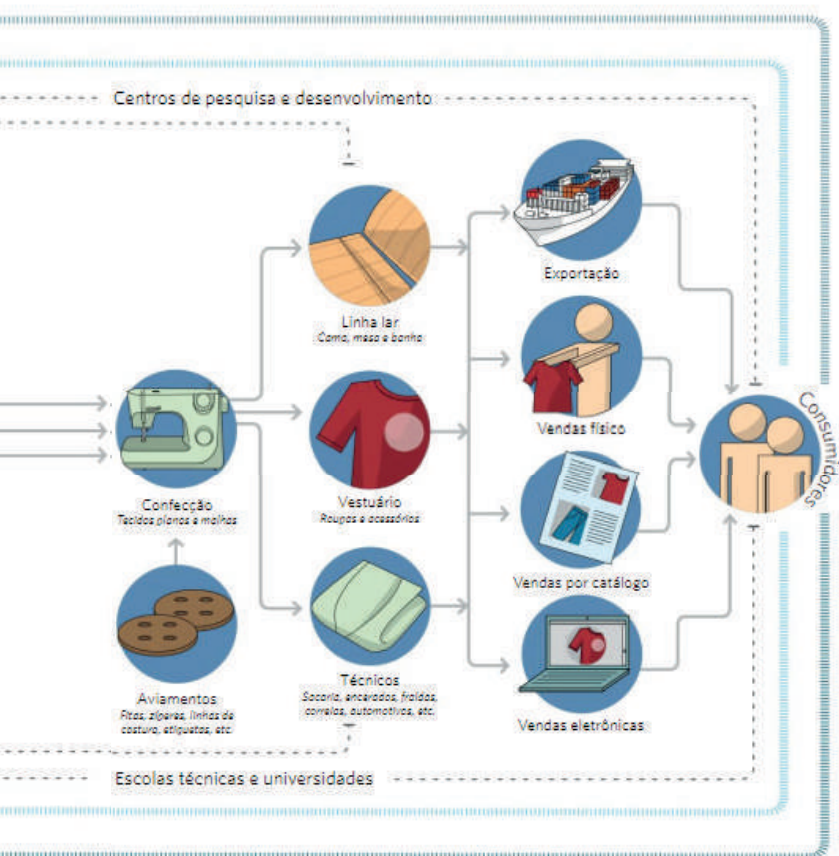 Centros de pesquisa e desenvolvimento
Exportação
Linha lar
Cama, mesa e banho
Vendas físico
Consumidores
Confecção
Tecidos planos e malhas
Vestuário
Roupas e acessórios
Vendas por catálogo
Aviamentos
Fitas, zíperes, linhas de
costura, etiquetas, etc.
Técnicos
Sacaria, encerados, fraldas,
correias, automotivos, etc.
Vendas eletrônicas
Escolas técnicas e universidades